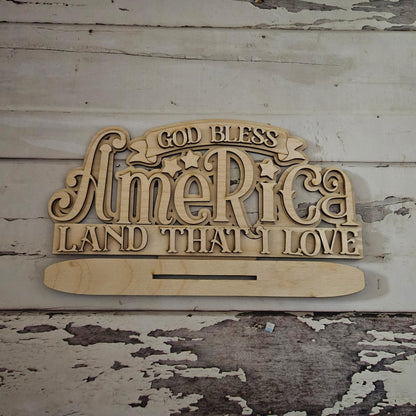 GOD BLESS
AmeRica
LAND THAT I LOVE